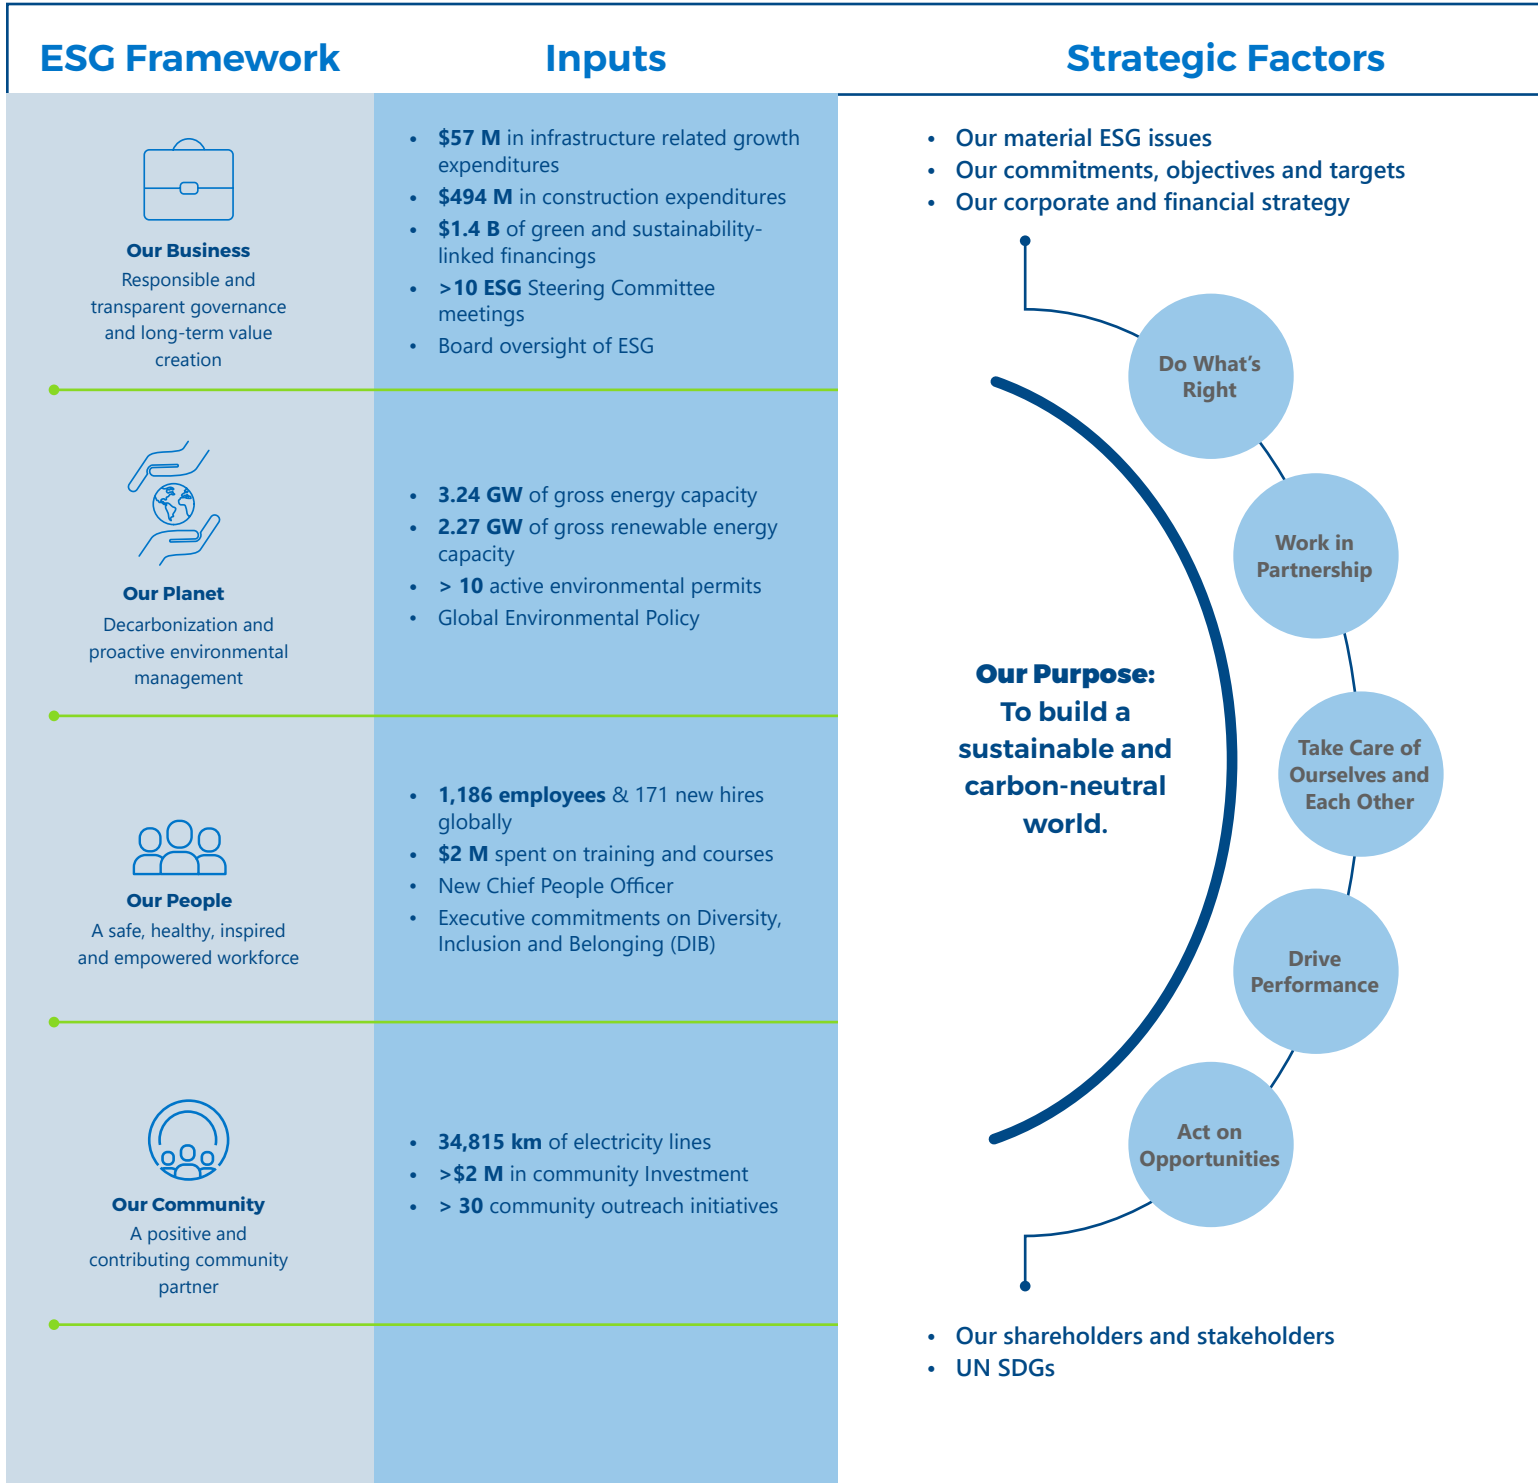 ESG Framework
Inputs
Strategic Factors
Our Business
Responsible and
transparent governance
and long-term value
creation
• $57 M in infrastructure related growth
expenditures
• $494 M in construction expenditures
• $1.4 B of green and sustainability-
linked financings
• >10 ESG Steering Committee
meetings
• Board oversight of ESG
Our Planet
Decarbonization and
proactive environmental
management
• 3.24 GW of gross energy capacity
• 2.27 GW of gross renewable energy
capacity
• > 10 active environmental permits
• Global Environmental Policy
Our People
A safe, healthy, inspired
and empowered workforce
• 1,186 employees & 171 new hires
globally
• $2 M spent on training and courses
• New Chief People Officer
• Executive commitments on Diversity,
Inclusion and Belonging (DIB)
Our Community
A positive and
contributing community
partner
• 34,815 km of electricity lines
• >$2 M in community Investment
• > 30 community outreach initiatives
• Our material ESG issues
• Our commitments, objectives and targets
• Our corporate and financial strategy
Do What’s
Right
Work in
Partnership
Our Purpose:
To build a
sustainable and
carbon-neutral
world.
Take Care of
Ourselves and
Each Other
Drive
Performance
Act on
Opportunities
• Our shareholders and stakeholders
• UN SDGs